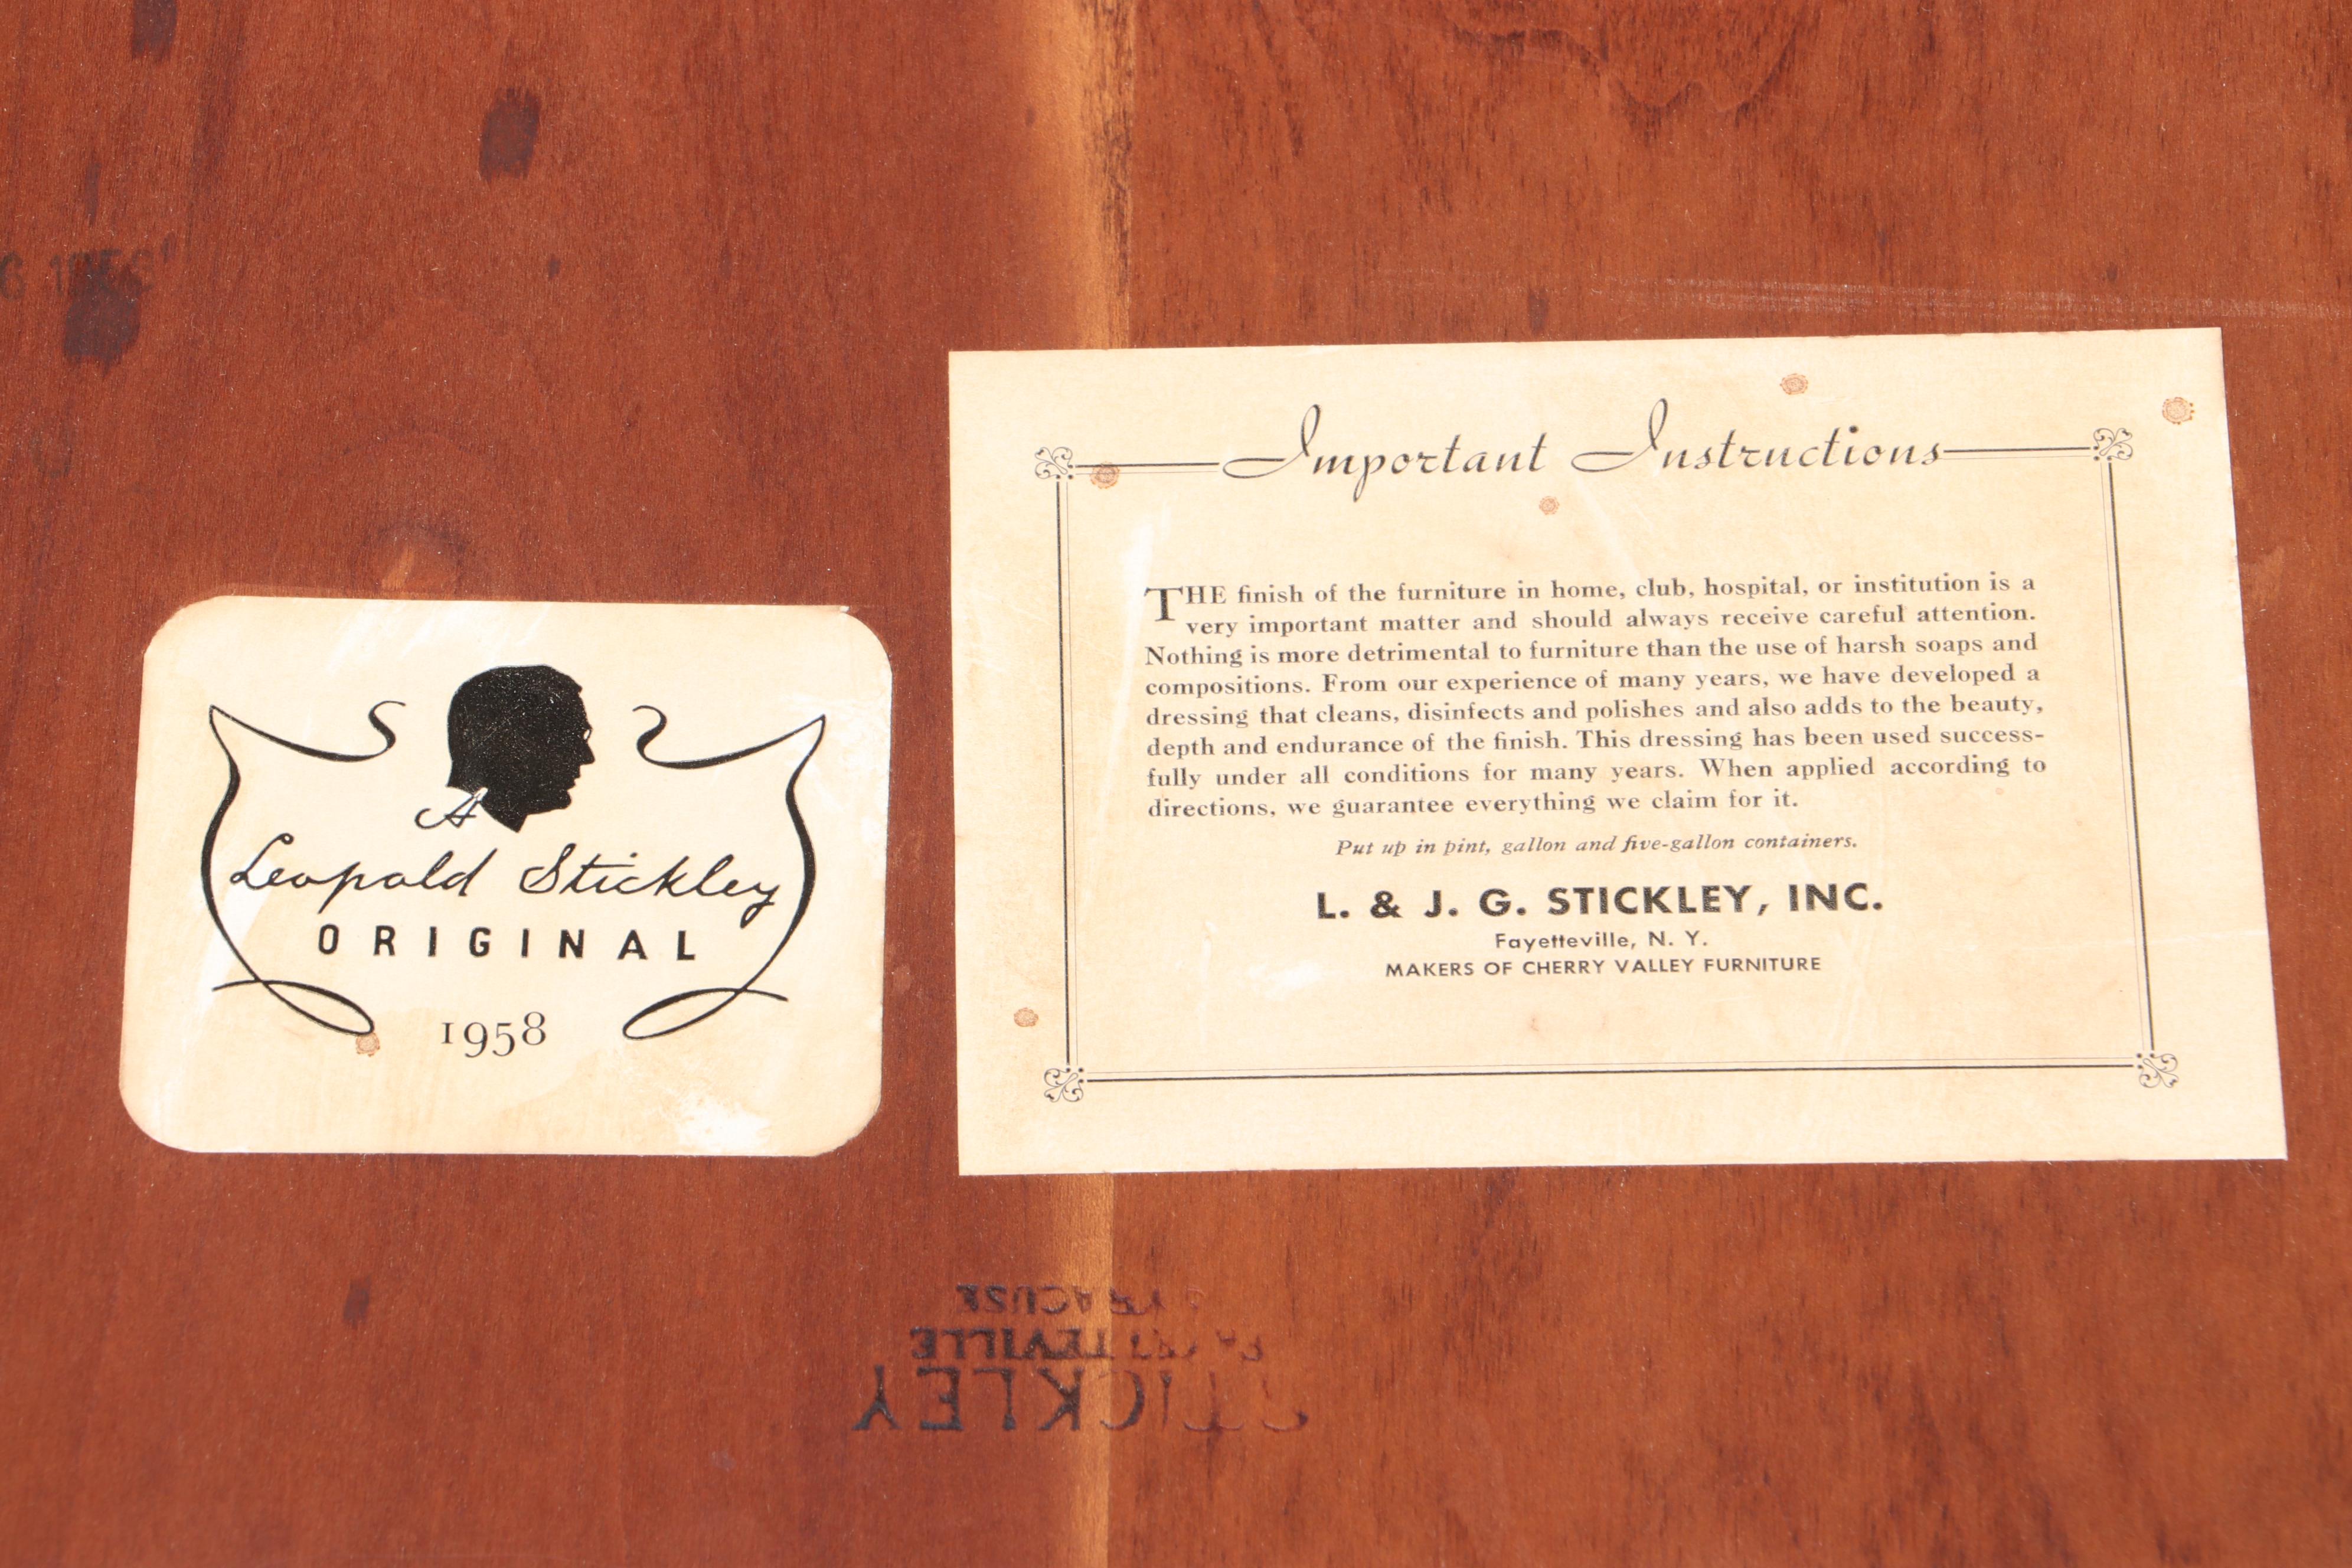 A
Leopold Stickley
ORIGINAL
1958
Important Instructions
THE finish of the furniture in home, club, hospital, or institution is a
very important matter and should always receive careful attention.
Nothing is more detrimental to furniture than the use of harsh soaps and
compositions. From our experience of many years, we have developed a
dressing that cleans, disinfects and polishes and also adds to the beauty,
depth and endurance of the finish. This dressing has been used success-
fully under all conditions for many years. When applied according to
directions, we guarantee everything we claim for it.
Put up in pint, gallon and five-gallon containers.
L. & J. G. STICKLEY, INC.
Fayetteville, N. Y.
MAKERS OF CHERRY VALLEY FURNITURE
STICKLEY
FAYETTEVILLE
SYRACUSE